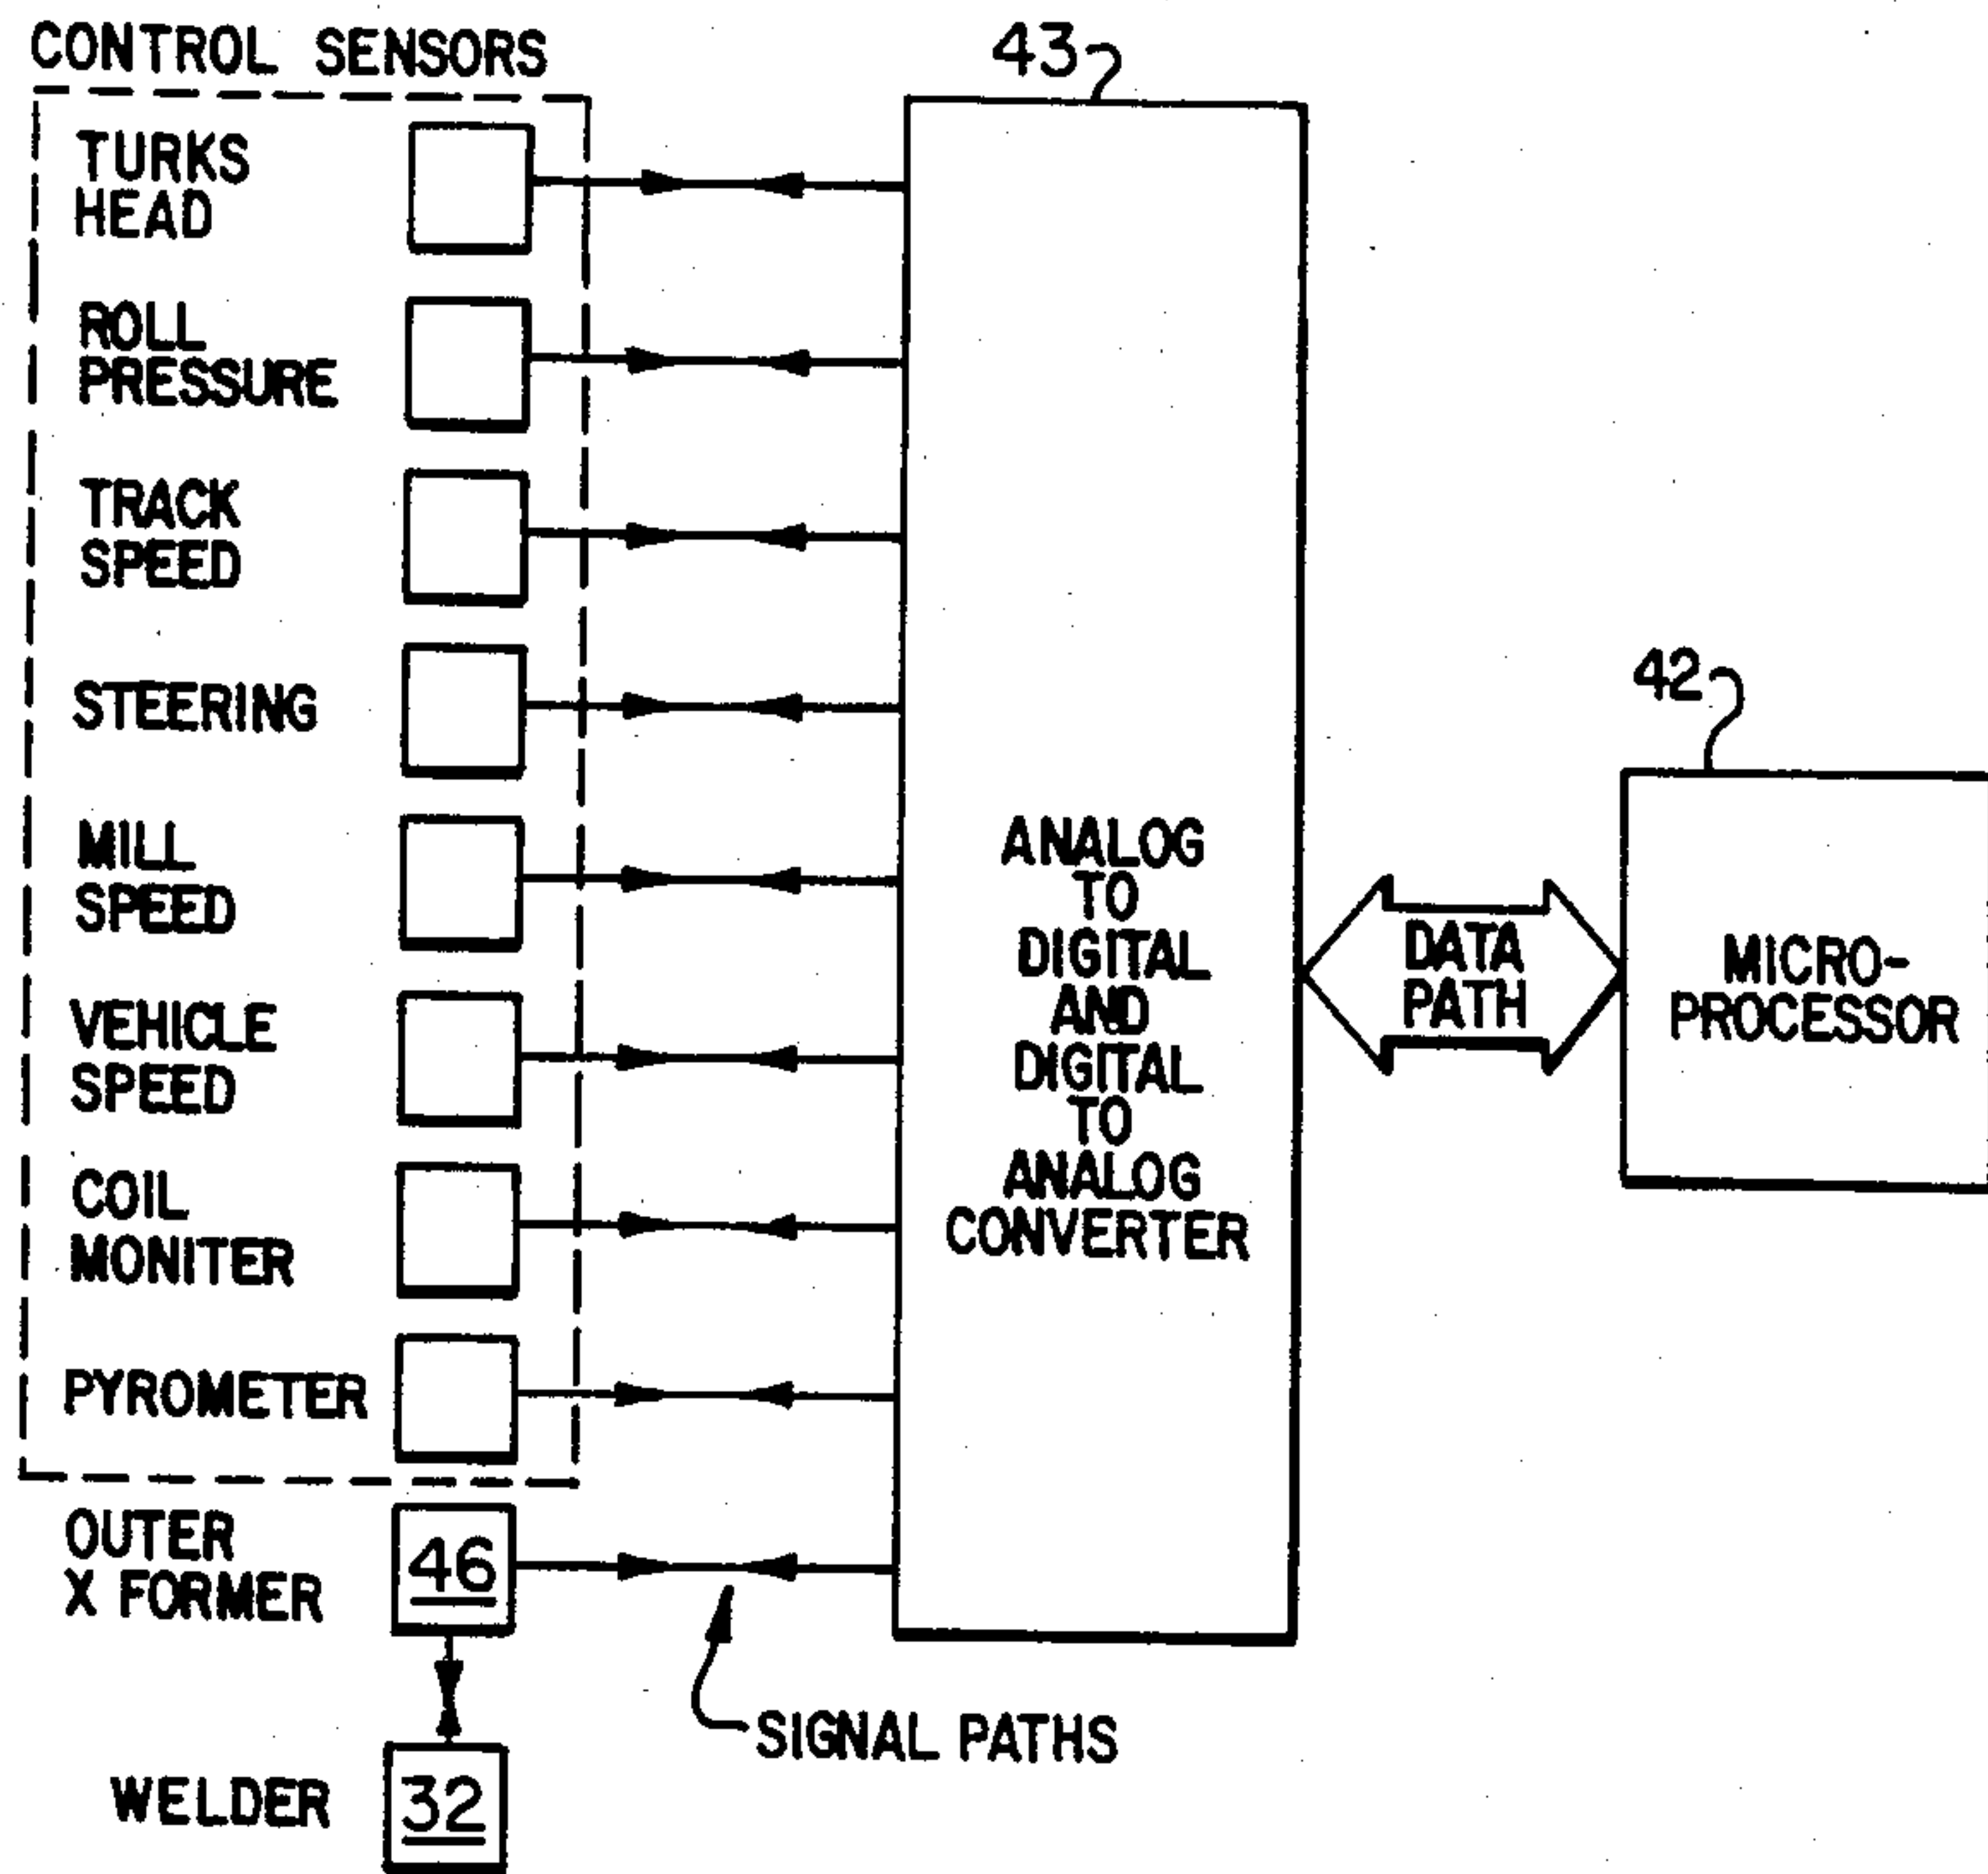 CONTROL SENSORS
43
TURKS
HEAD
ROLL
PRESSURE
TRACK
SPEED
STEERING
MILL
SPEED
VEHICLE
SPEED
COIL
MONITER
PYROMETER
OUTER
X FORMER
46
WELDER
32
SIGNAL PATHS
ANALOG
TO
DIGITAL
AND
DIGITAL
TO
ANALOG
CONVERTER
DATA
PATH
42
MICRO-
PROCESSOR